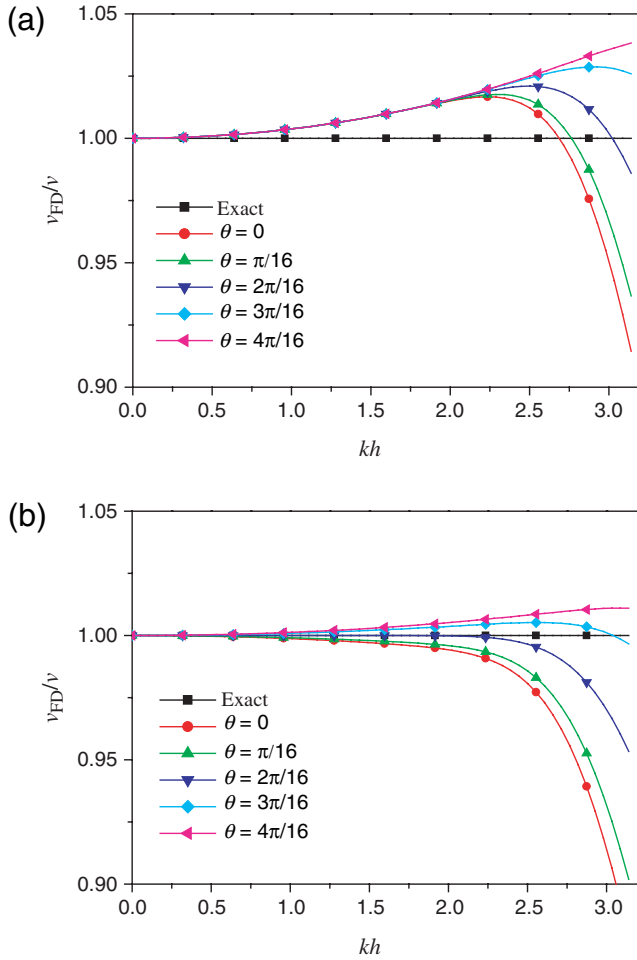 (a)
1.05
1.00
0.95
0.90
v_FD/v
Exact
θ = 0
θ = π/16
θ = 2π/16
θ = 3π/16
θ = 4π/16
0.0 0.5 1.0 1.5 2.0 2.5 3.0
kh
(b)
1.05
1.00
0.95
0.90
v_FD/v
Exact
θ = 0
θ = π/16
θ = 2π/16
θ = 3π/16
θ = 4π/16
0.0 0.5 1.0 1.5 2.0 2.5 3.0
kh